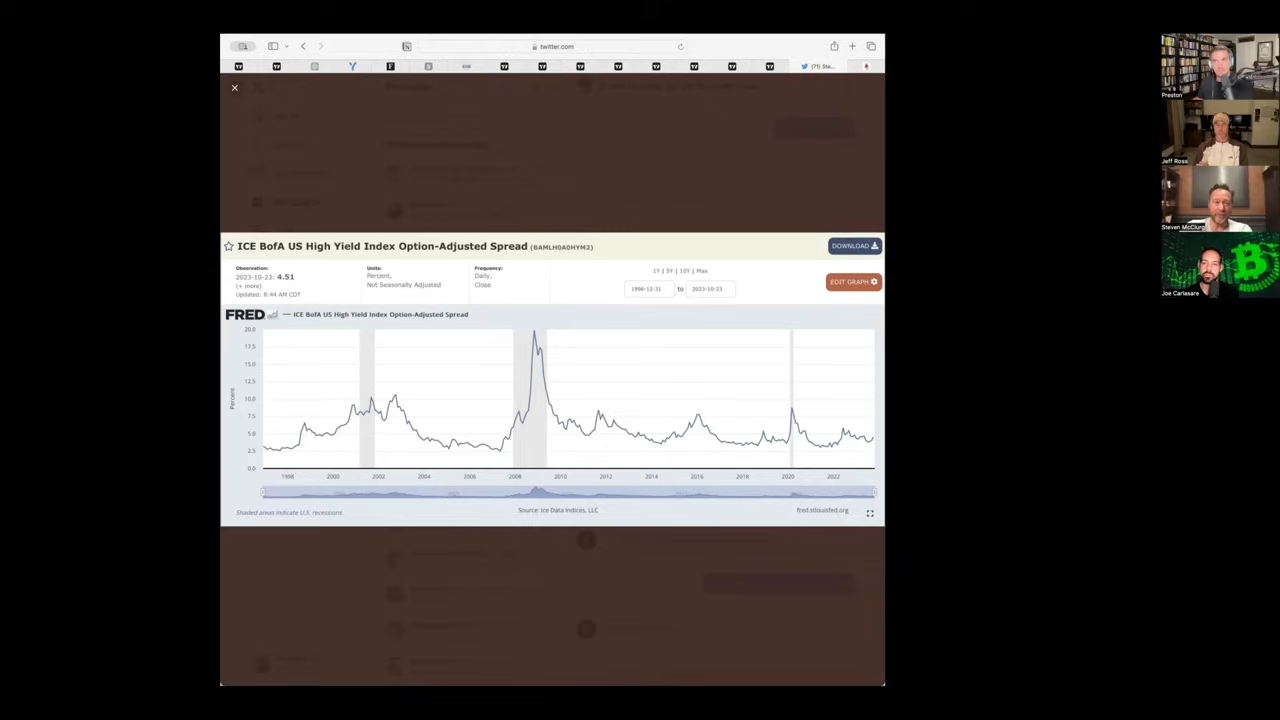 twitter.com
(71) Ste...
ICE BofA US High Yield Index Option-Adjusted Spread (BAMLH0A0HYM2)
DOWNLOAD
Observation:
2023-10-23: 4.51
(+ more)
Updated: 8:44 AM CDT
Units:
Percent,
Not Seasonally Adjusted
Frequency:
Daily,
Close
1Y | 5Y | 10Y | Max
1996-12-31 to 2023-10-23
EDIT GRAPH
FRED — ICE BofA US High Yield Index Option-Adjusted Spread
Percent
20.0
17.5
15.0
12.5
10.0
7.5
5.0
2.5
0.0
1998 2000 2002 2004 2006 2008 2010 2012 2014 2016 2018 2020 2022
Shaded areas indicate U.S. recessions.
Source: Ice Data Indices, LLC
fred.stlouisfed.org
Preston
Jeff Ross
Steven McClurg
Joe Carlasare